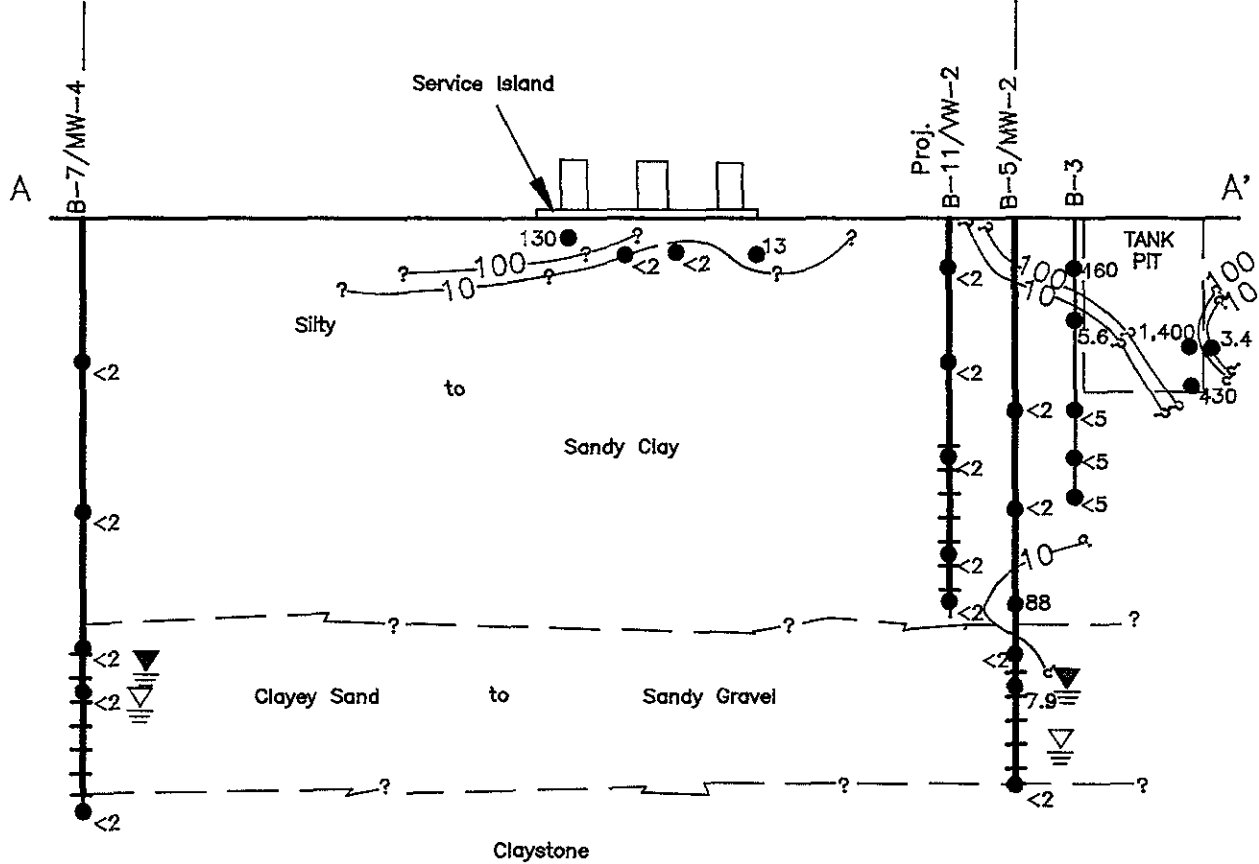 Service Island
B-7/MW-4
Proj.
B-11/VW-2
B-5/MW-2
B-3
A
A'
130
?
13
?
TANK
PIT
?
100
?
<2
<2
?
100
160
100
?
10
?
<2
10
10
Silty
5.6
?
1,400
3.4
<2
to
<2
430
<2
<5
Sandy Clay
<2
<5
<5
<2
<2
10
<2
<2
88
?
?
?
<2
<2
<2
Clayey Sand
to
Sandy Gravel
7.9
?
?
?
<2
<2
Claystone